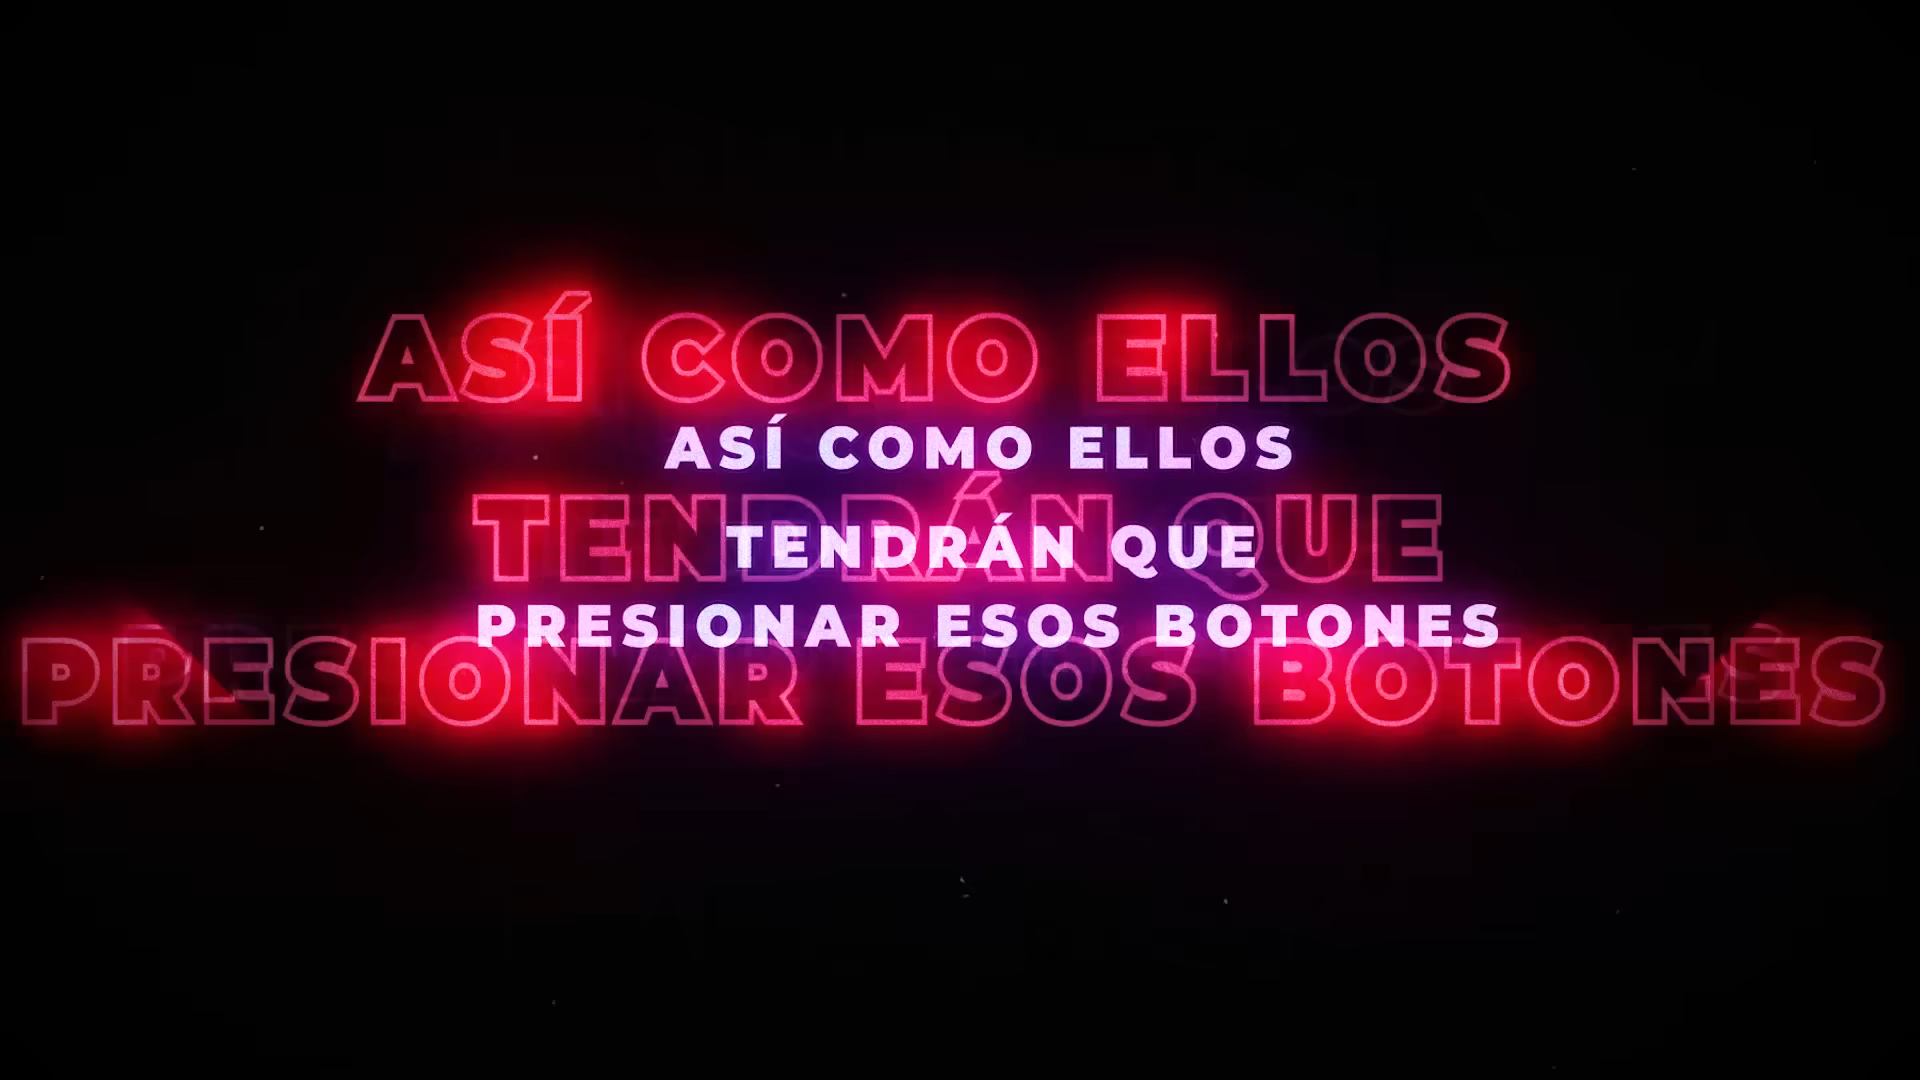 ASÍ COMO ELLOS
ASÍ COMO ELLOS
TENDRÁN QUE
TENDRÁN QUE
PRESIONAR ESOS BOTONES
PRESIONAR ESOS BOTONES